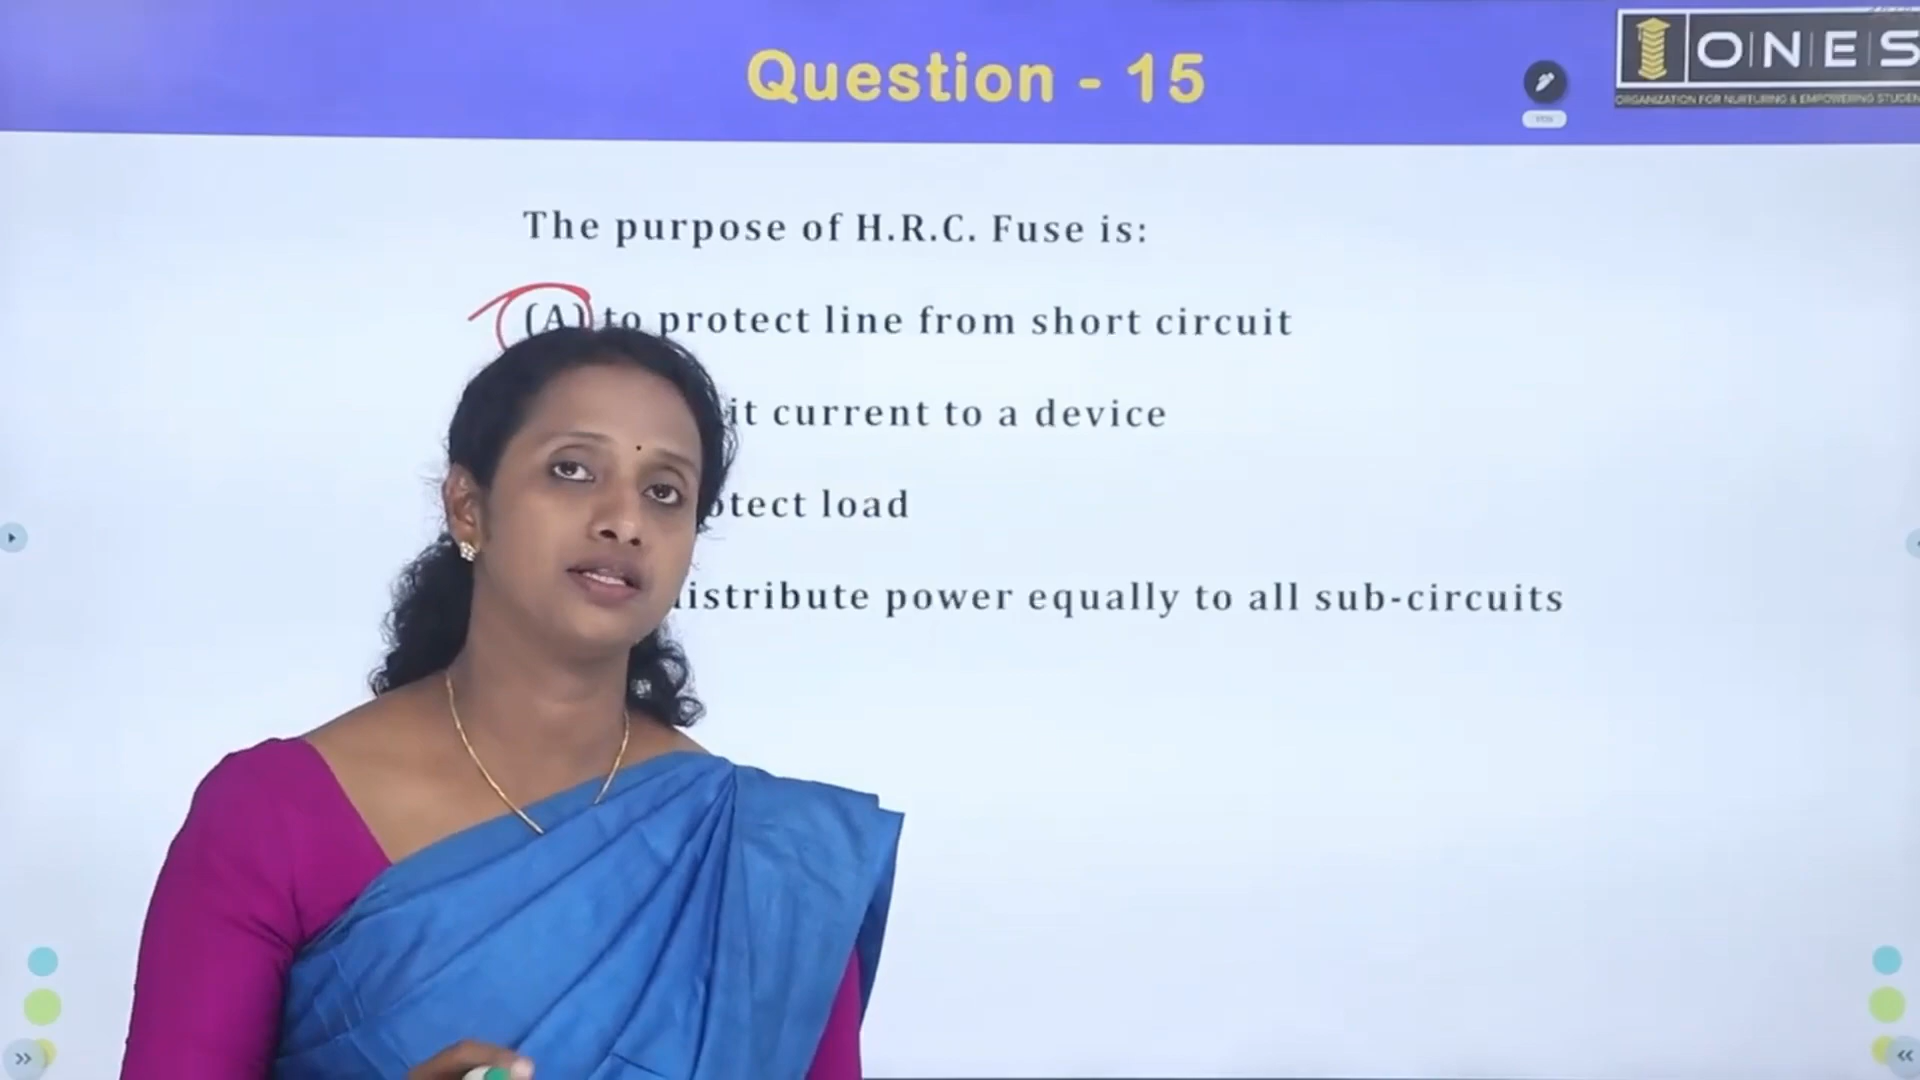 Question - 15
ONES
ORGANIZATION FOR NURTURING & EMPOWERING STUDEN
The purpose of H.R.C. Fuse is:
(A) to protect line from short circuit
it current to a device
otect load
distribute power equally to all sub-circuits